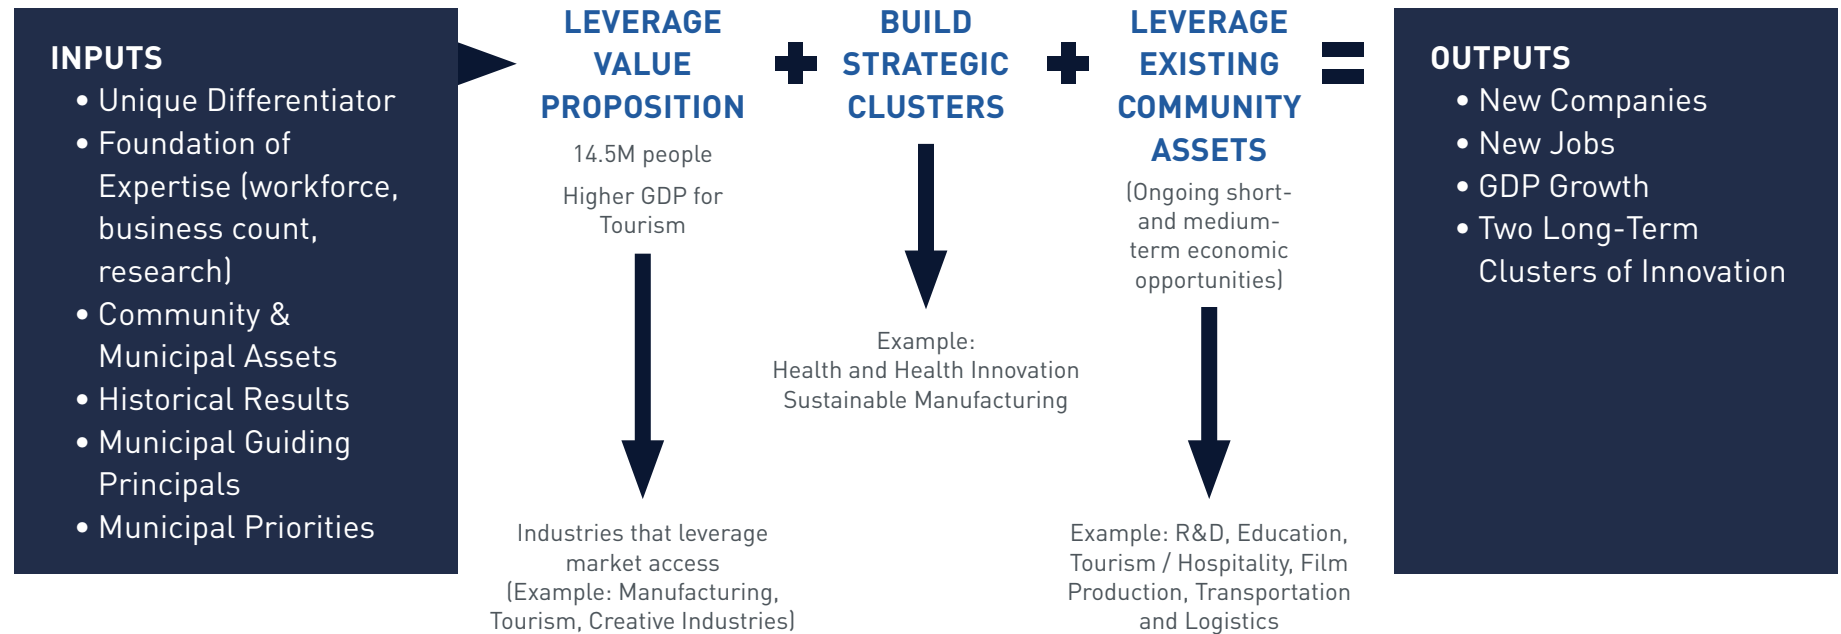 INPUTS
• Unique Differentiator
• Foundation of
Expertise (workforce,
business count,
research)
• Community &
Municipal Assets
• Historical Results
• Municipal Guiding
Principals
• Municipal Priorities
LEVERAGE
VALUE
PROPOSITION
14.5M people
Higher GDP for
Tourism
Industries that leverage
market access
(Example: Manufacturing,
Tourism, Creative Industries)
+
BUILD
STRATEGIC
CLUSTERS
Example:
Health and Health Innovation
Sustainable Manufacturing
+
LEVERAGE
EXISTING
COMMUNITY
ASSETS
(Ongoing short-
and medium-
term economic
opportunities)
Example: R&D, Education,
Tourism / Hospitality, Film
Production, Transportation
and Logistics
=
OUTPUTS
• New Companies
• New Jobs
• GDP Growth
• Two Long-Term
Clusters of Innovation